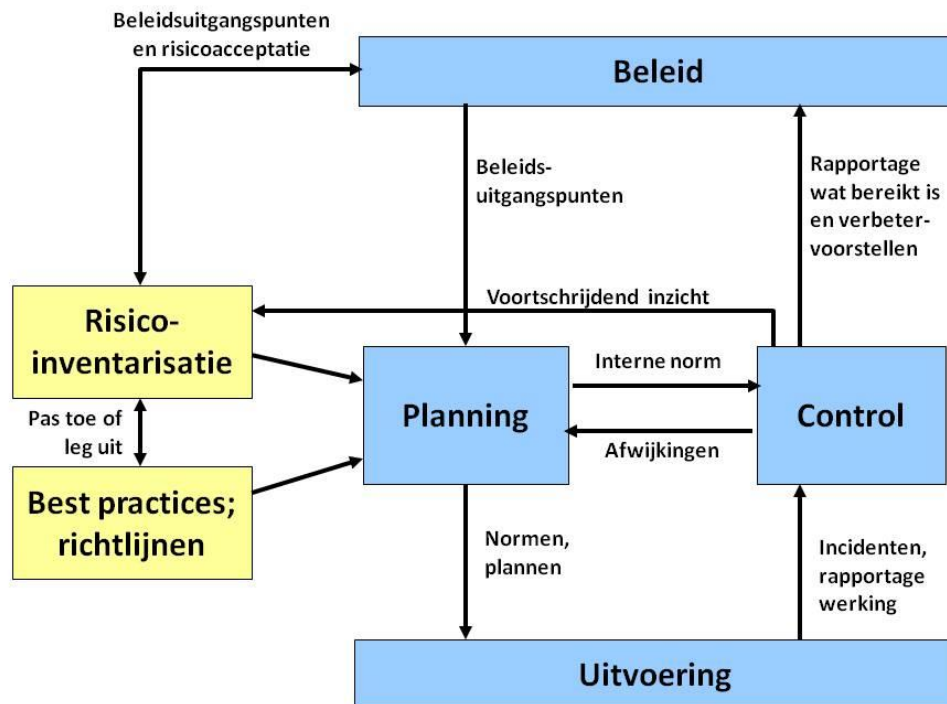 Beleidsuitgangspunten
en risicoacceptatie
Beleid
Beleids-
uitgangspunten
Rapportage
wat bereikt is
en verbeter-
voorstellen
Voortschrijdend inzicht
Risico-
inventarisatie
Interne norm
Planning
Control
Pas toe of
leg uit
Afwijkingen
Best practices;
richtlijnen
Normen,
plannen
Incidenten,
rapportage
werking
Uitvoering